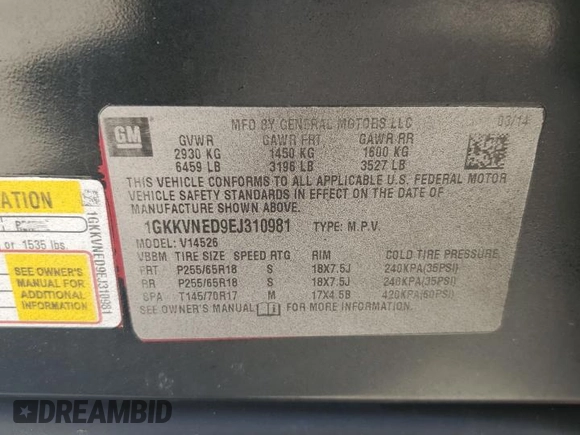 GM
MFD BY GENERAL MOTORS LLC 03/14
GVWR GAWR FRT GAWR RR
2930 KG 1450 KG 1600 KG
6459 LB 3196 LB 3527 LB
THIS VEHICLE CONFORMS TO ALL APPLICABLE U.S. FEDERAL MOTOR
VEHICLE SAFETY STANDARDS IN EFFECT ON THE DATE OF
MANUFACTURE SHOWN ABOVE.
1GKKVNED9EJ310981 TYPE: M.P.V.
MODEL: V14526
VBBM TIRE SIZE SPEED RTG RIM COLD TIRE PRESSURE
FRT P255/65R18 S 18X7.5J 240KPA(35PSI)
RR P255/65R18 S 18X7.5J 240KPA(35PSI)
SPA T145/70R17 M 17X4.5B 420KPA(60PSI)
SEE OWNER'S MANUAL FOR MORE INFORMATION
ATION
or 1535 lbs.
SEE OWNER'S
MANUAL FOR
ADDITIONAL
INFORMATION
1GKKVNED9EJ310981
DREAMBID